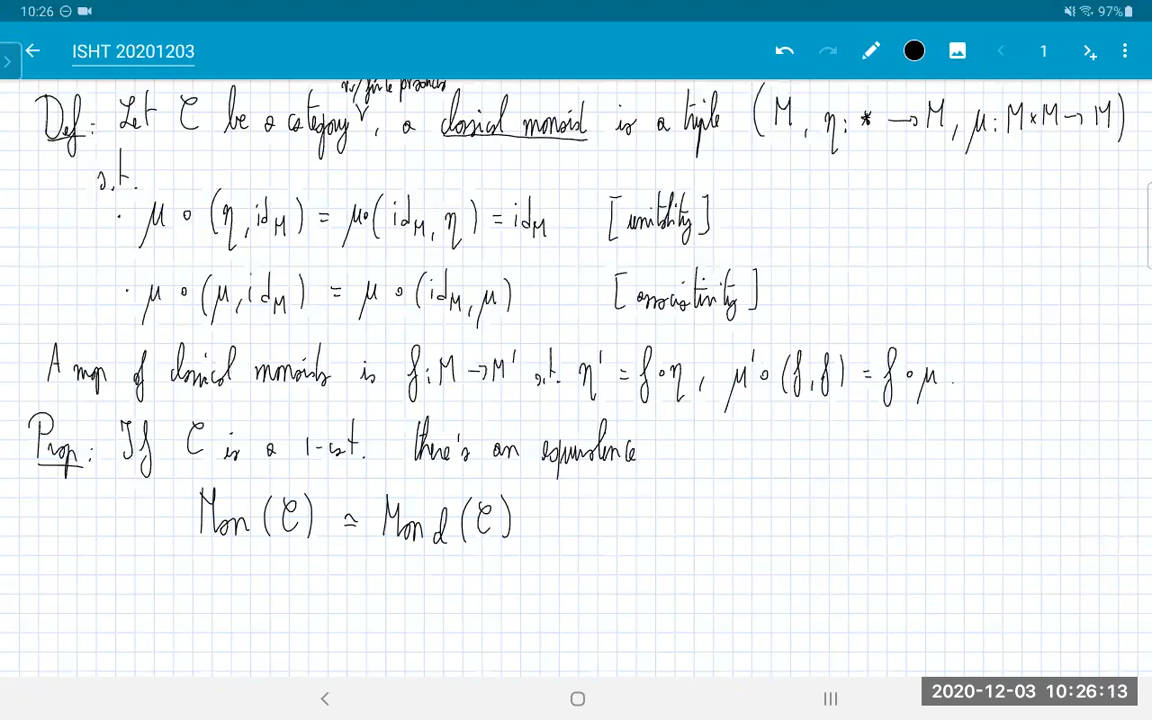 10:26 97%
ISHT 20201203 1
w/ finite products
Def: Let C be a category, a classical monoid is a triple (M, η: * → M, μ: M×M → M)
s.t.
· μ ∘ (η, id_M) = μ∘(id_M, η) = id_M [unitality]
· μ ∘ (μ, id_M) = μ ∘ (id_M, μ) [associativity]
A map of classical monoids is f: M → M' s.t. η' = f∘η, μ'∘(f, f) = f∘μ.
Prop: If C is a 1-cat. there's an equivalence
Mon(C) ≃ Mon_cl(C)
2020-12-03 10:26:13